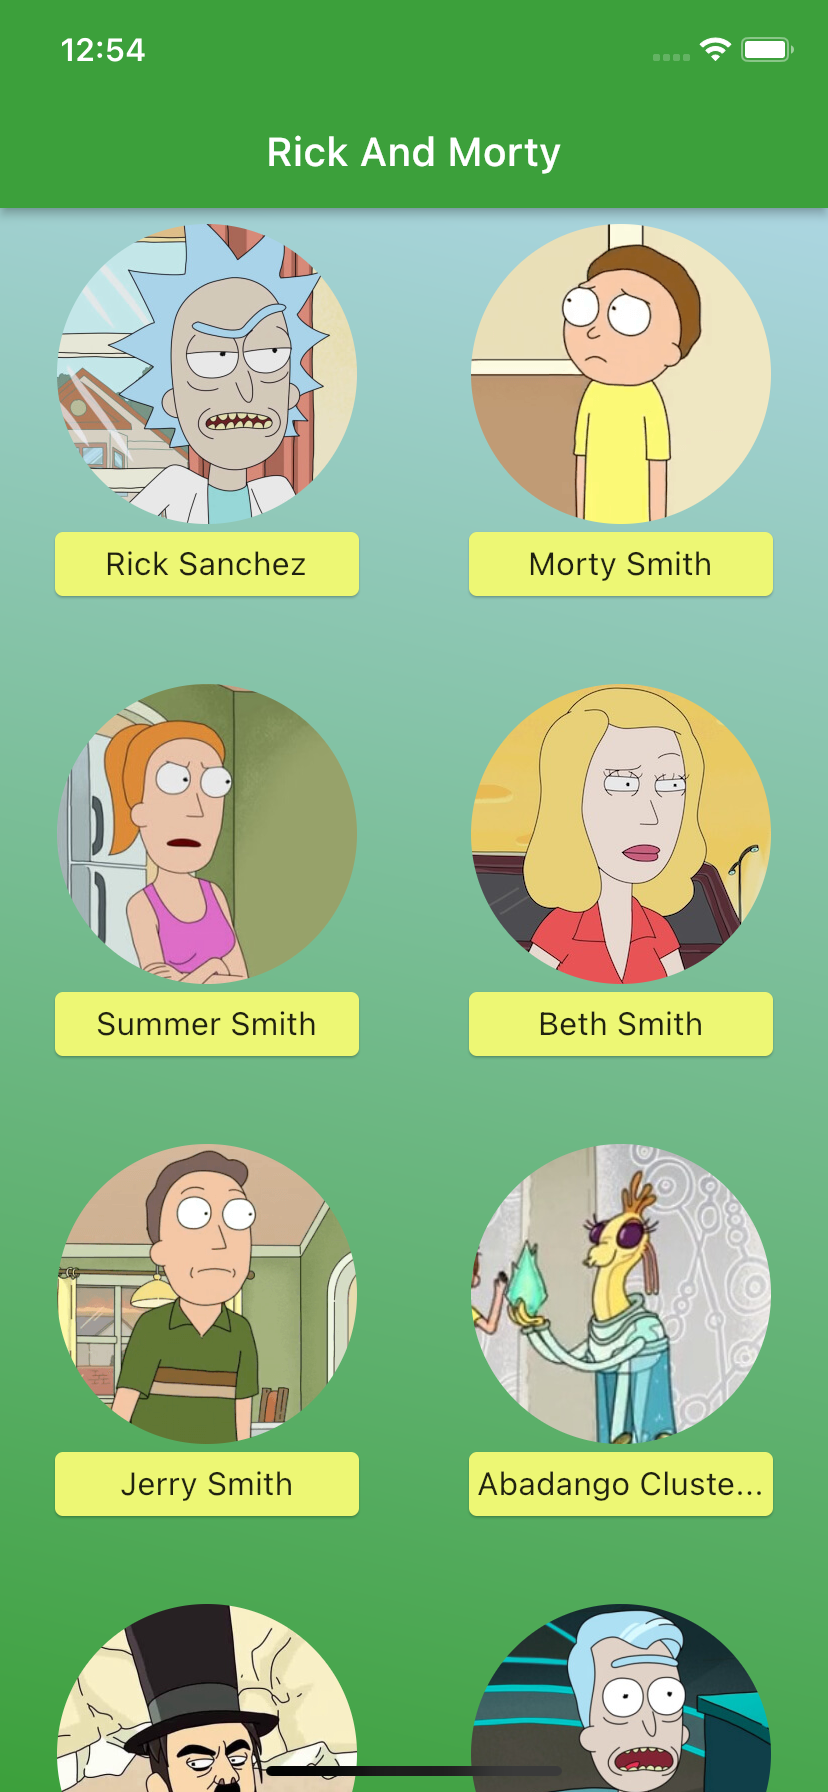 12:54
Rick And Morty
Rick Sanchez
Morty Smith
Summer Smith
Beth Smith
Jerry Smith
Abadango Cluste...